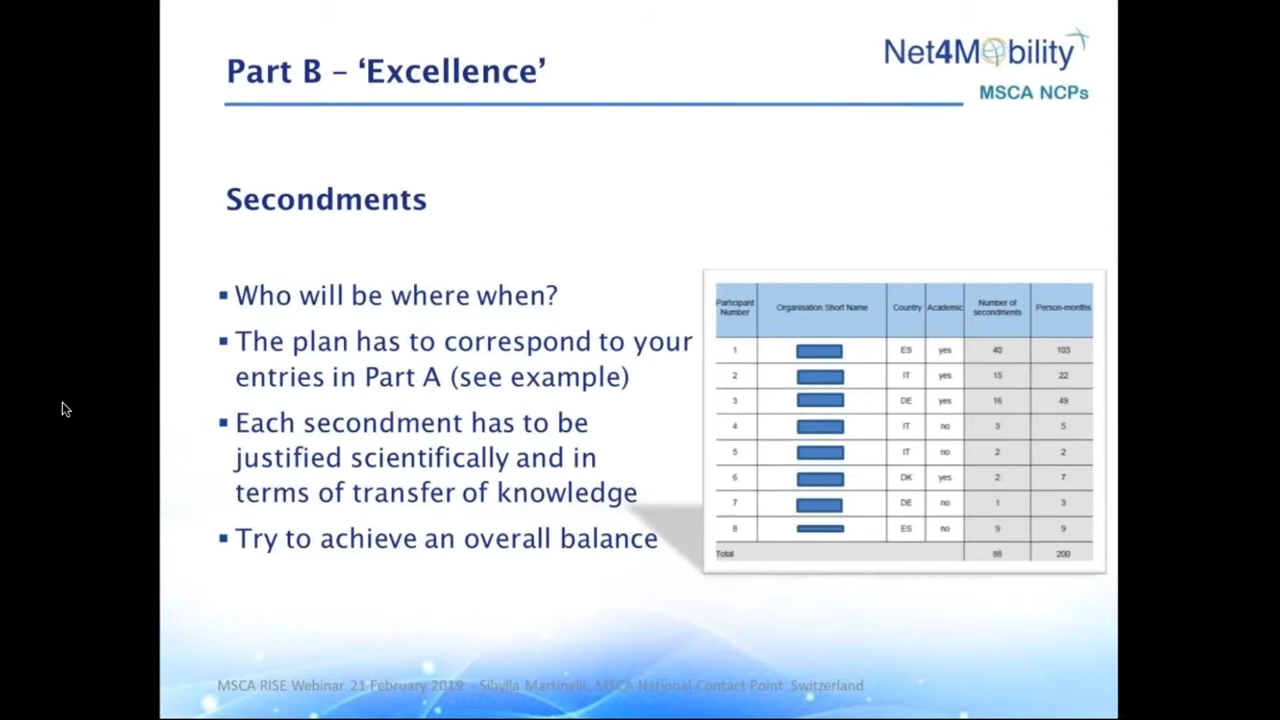 Part B – ‘Excellence’
Net4Mobility
MSCA NCPs
Secondments
▪ Who will be where when?
▪ The plan has to correspond to your
entries in Part A (see example)
▪ Each secondment has to be
justified scientifically and in
terms of transfer of knowledge
▪ Try to achieve an overall balance
Participant Number Organisation Short Name Country Academic Number of secondments Person-months
1 ES yes 40 103
2 IT yes 15 22
3 DE yes 16 49
4 IT no 3 5
5 IT no 2 2
6 DK yes 2 7
7 DE no 1 3
8 ES no 9 9
Total 88 200
MSCA RISE Webinar 21 February 2019 - Sibylla Martinelli, MSCA National Contact Point Switzerland